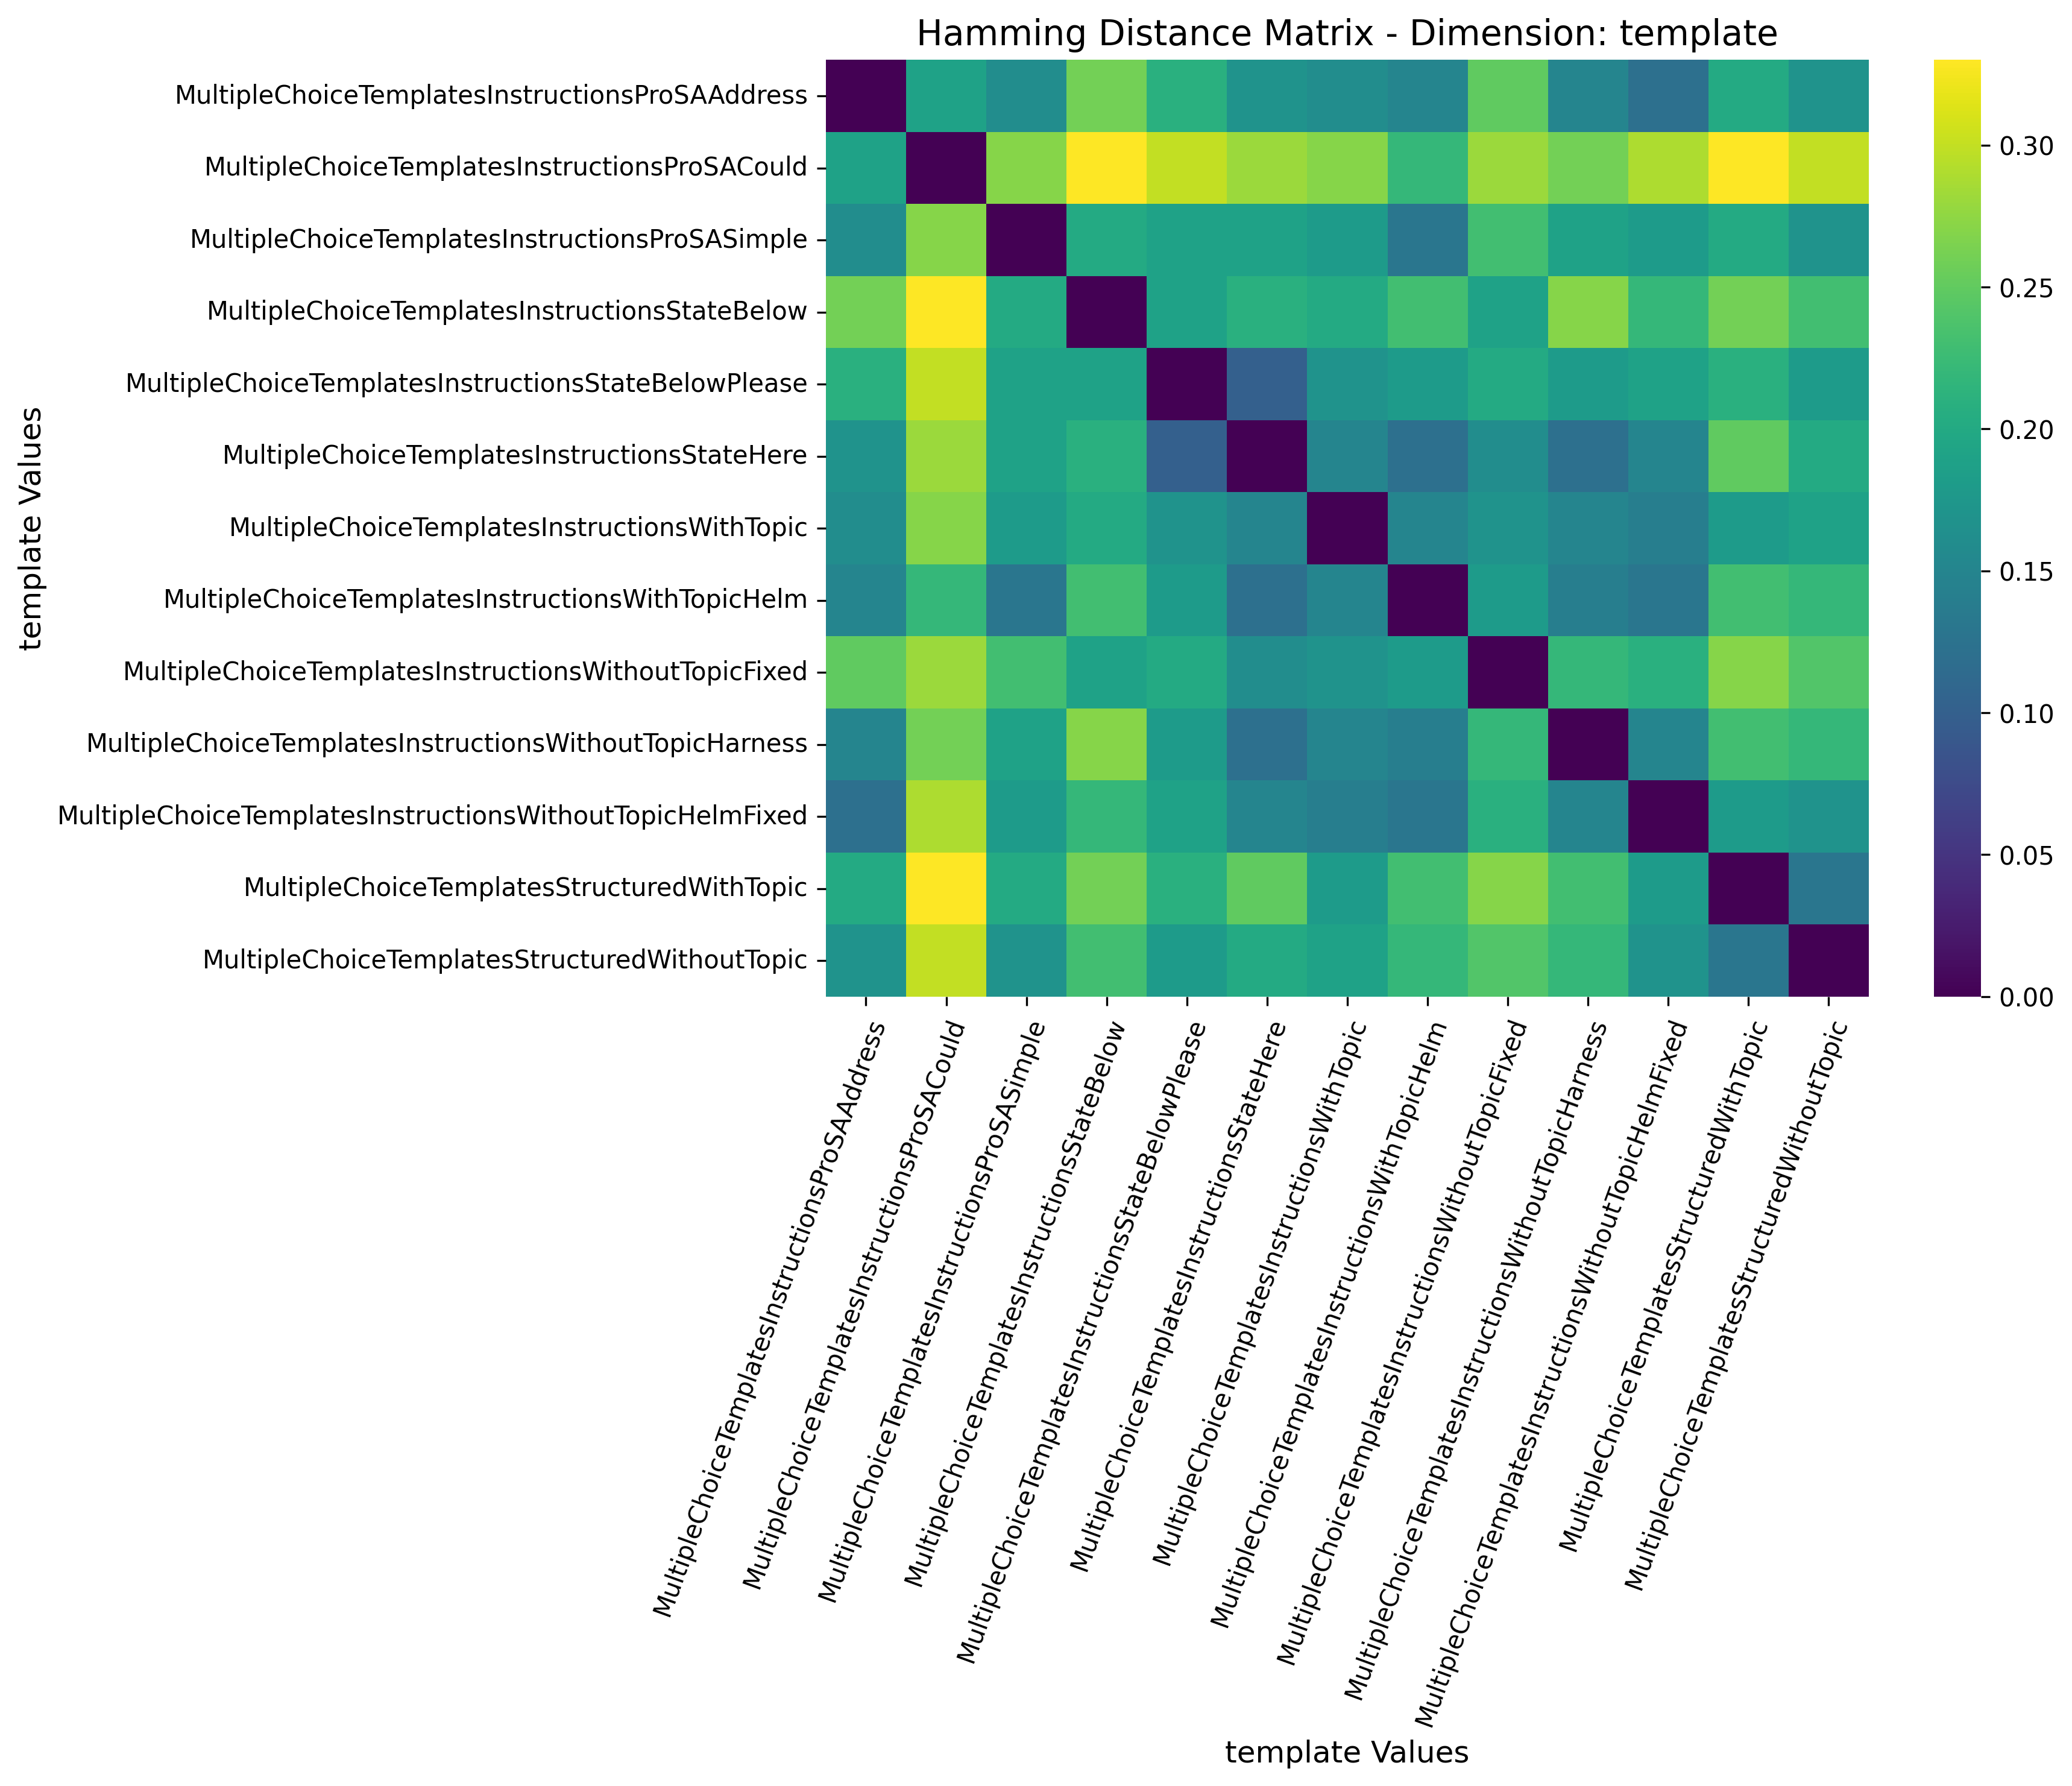 Hamming Distance Matrix - Dimension: template
template Values
MultipleChoiceTemplatesInstructionsProSAAddress
MultipleChoiceTemplatesInstructionsProSACould
MultipleChoiceTemplatesInstructionsProSASimple
MultipleChoiceTemplatesInstructionsStateBelow
MultipleChoiceTemplatesInstructionsStateBelowPlease
MultipleChoiceTemplatesInstructionsStateHere
MultipleChoiceTemplatesInstructionsWithTopic
MultipleChoiceTemplatesInstructionsWithTopicHelm
MultipleChoiceTemplatesInstructionsWithoutTopicFixed
MultipleChoiceTemplatesInstructionsWithoutTopicHarness
MultipleChoiceTemplatesInstructionsWithoutTopicHelmFixed
MultipleChoiceTemplatesStructuredWithTopic
MultipleChoiceTemplatesStructuredWithoutTopic
0.30
0.25
0.20
0.15
0.10
0.05
0.00
MultipleChoiceTemplatesInstructionsProSAAddress
MultipleChoiceTemplatesInstructionsProSACould
MultipleChoiceTemplatesInstructionsProSASimple
MultipleChoiceTemplatesInstructionsStateBelow
MultipleChoiceTemplatesInstructionsStateBelowPlease
MultipleChoiceTemplatesInstructionsStateHere
MultipleChoiceTemplatesInstructionsWithTopic
MultipleChoiceTemplatesInstructionsWithTopicHelm
MultipleChoiceTemplatesInstructionsWithoutTopicFixed
MultipleChoiceTemplatesInstructionsWithoutTopicHarness
MultipleChoiceTemplatesInstructionsWithoutTopicHelmFixed
MultipleChoiceTemplatesStructuredWithTopic
MultipleChoiceTemplatesStructuredWithoutTopic
template Values